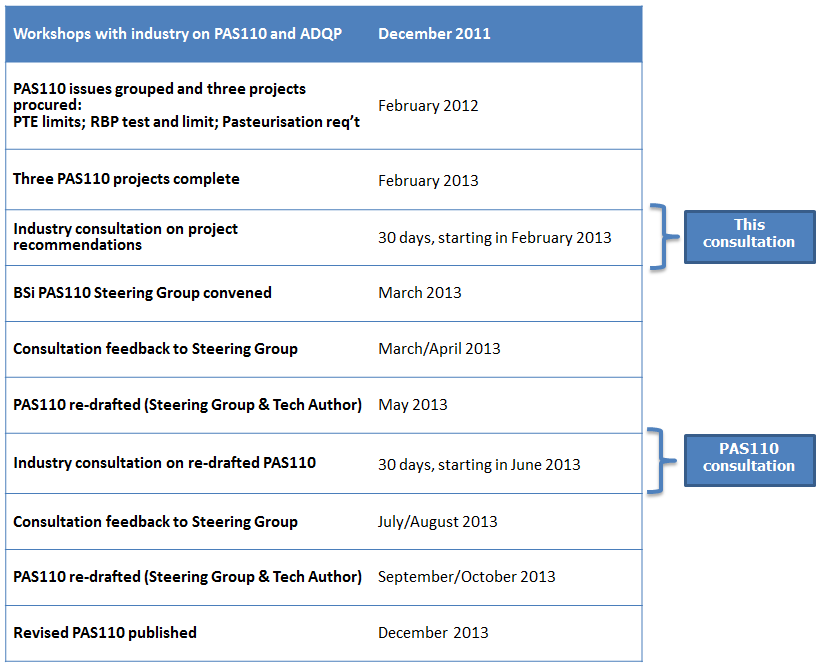 Workshops with industry on PAS110 and ADQP December 2011
PAS110 issues grouped and three projects
procured:
PTE limits; RBP test and limit; Pasteurisation req't
February 2012
Three PAS110 projects complete February 2013
Industry consultation on project
recommendations
30 days, starting in February 2013
This
consultation
BSi PAS110 Steering Group convened March 2013
Consultation feedback to Steering Group March/April 2013
PAS110 re-drafted (Steering Group & Tech Author) May 2013
Industry consultation on re-drafted PAS110 30 days, starting in June 2013
PAS110
consultation
Consultation feedback to Steering Group July/August 2013
PAS110 re-drafted (Steering Group & Tech Author) September/October 2013
Revised PAS110 published December 2013